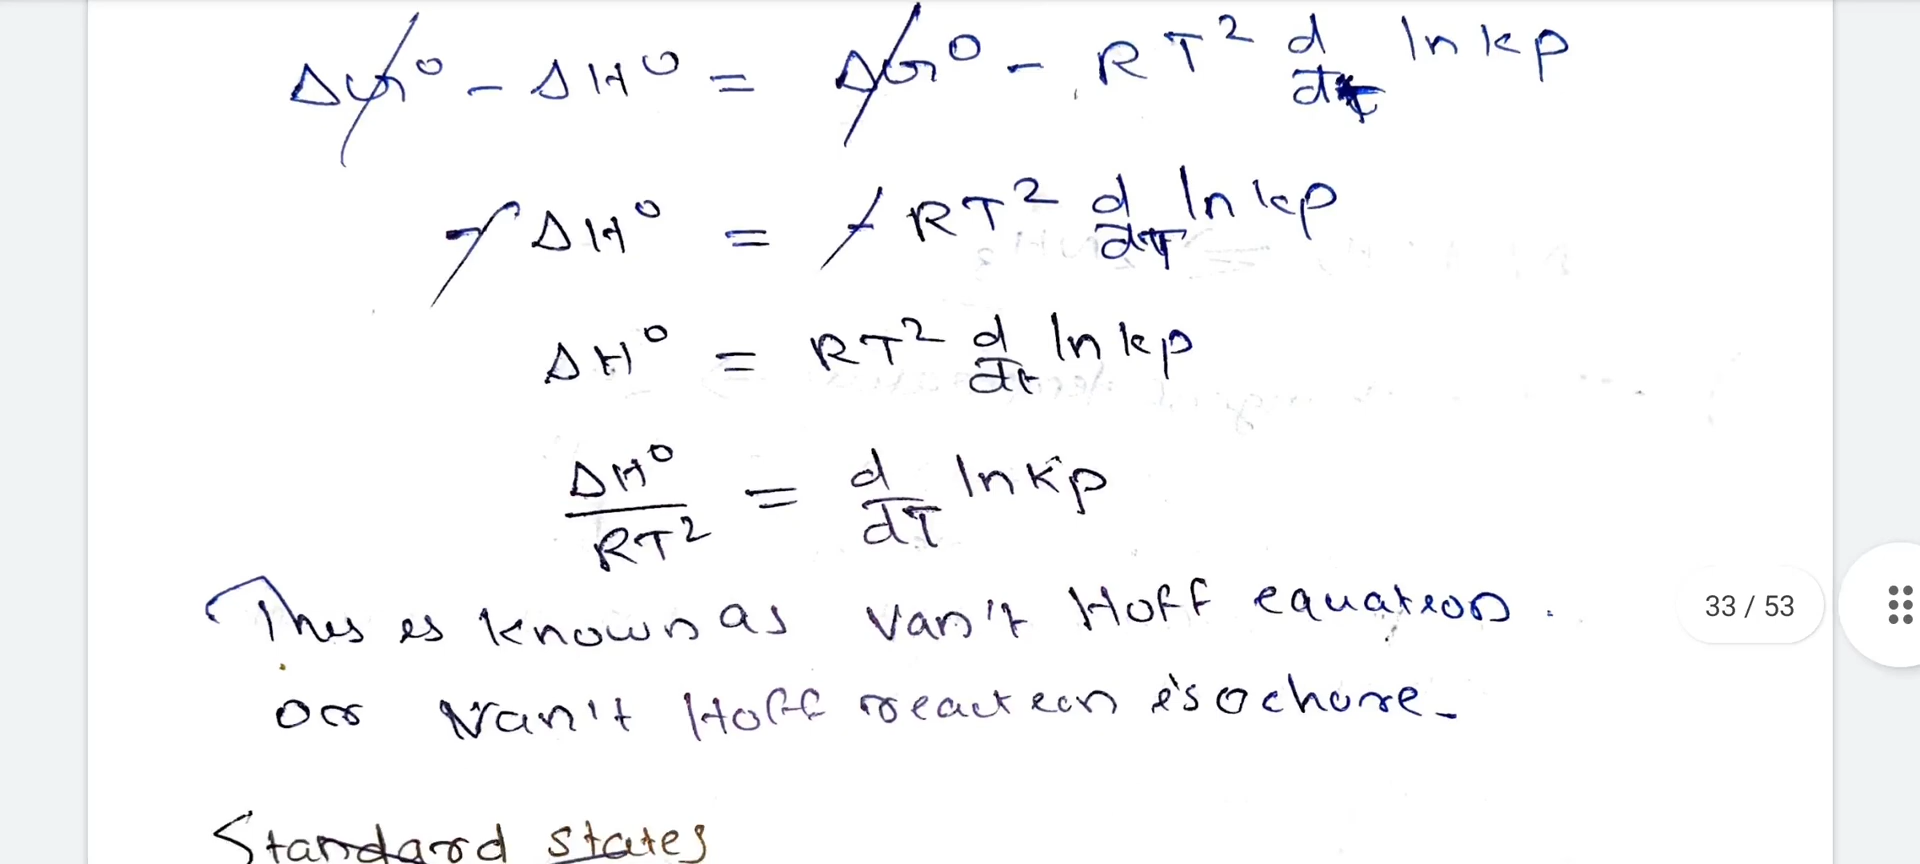 ΔG° - ΔH° = ΔG° - RT² d/dT ln kp
- ΔH° = - RT² d/dT ln kp
ΔH° = RT² d/dt ln kp
ΔH°/RT² = d/dT ln Kp
This is known as Van't Hoff equation.
33 / 53
or Van't Hoff reaction isochore-
Standard states